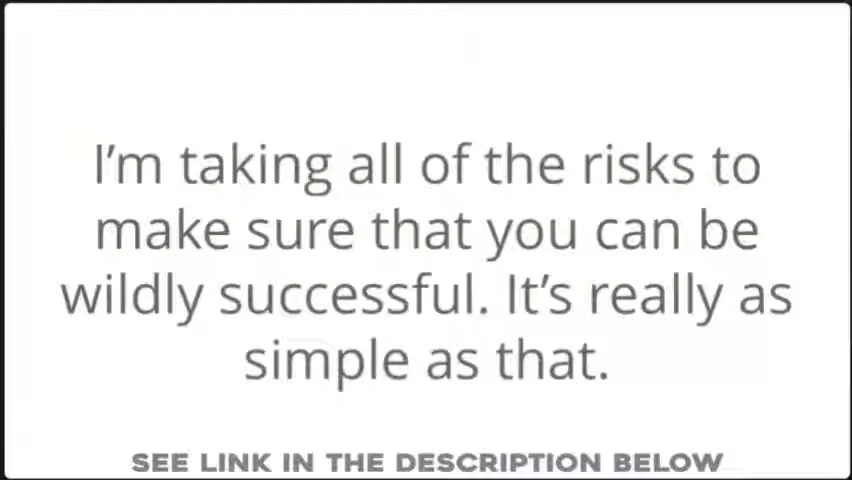 I’m taking all of the risks to
make sure that you can be
wildly successful. It’s really as
simple as that.
SEE LINK IN THE DESCRIPTION BELOW